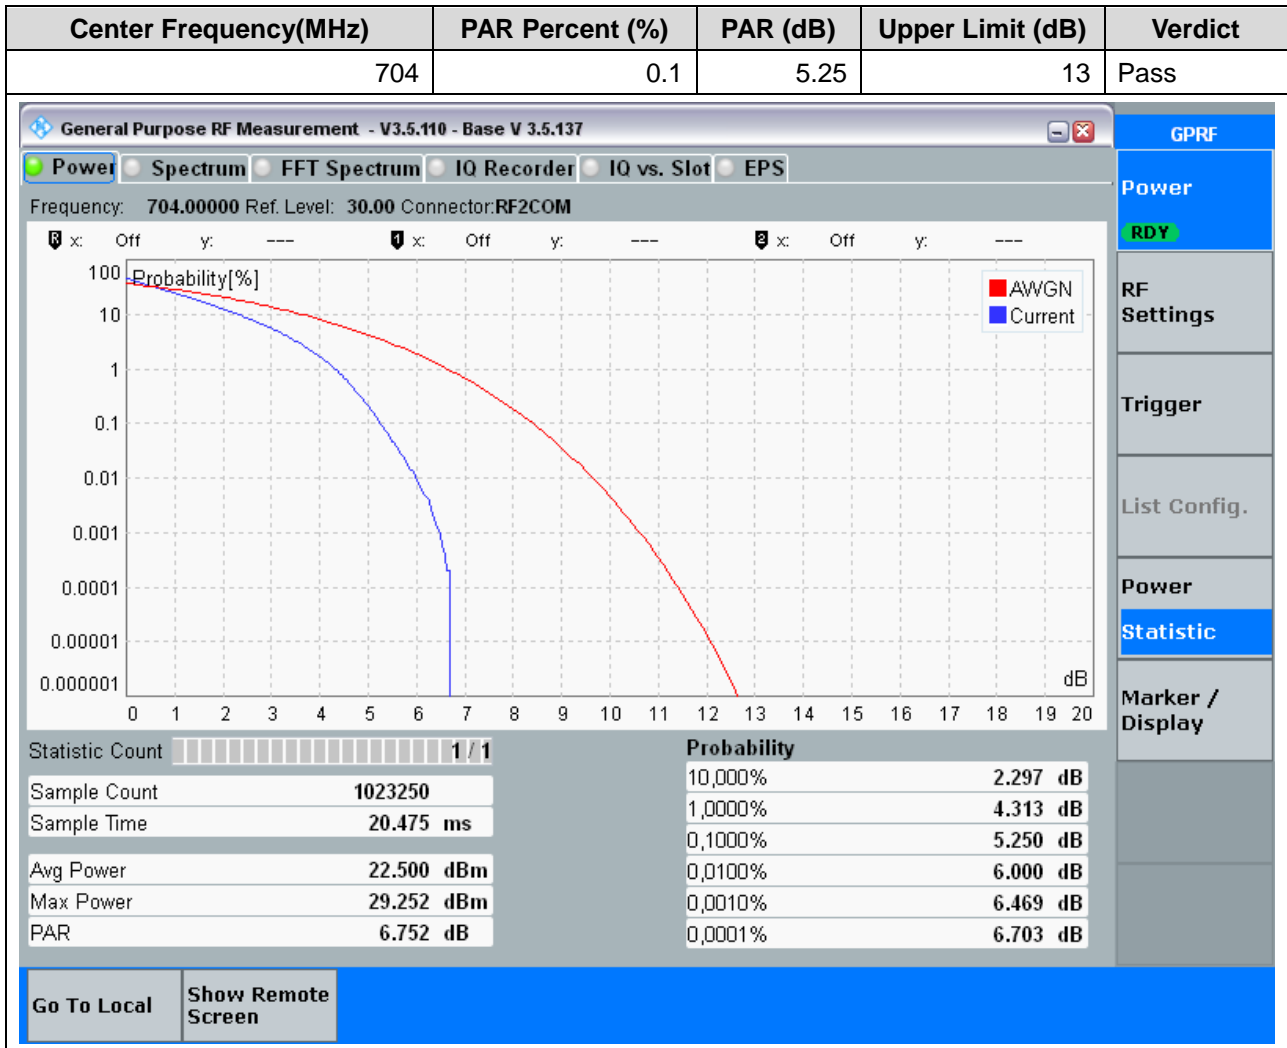 Center Frequency(MHz) PAR Percent (%) PAR (dB) Upper Limit (dB) Verdict
704 0.1 5.25 13 Pass
General Purpose RF Measurement - V3.5.110 - Base V 3.5.137
GPRF
Power Spectrum FFT Spectrum IQ Recorder IQ vs. Slot EPS
Frequency: 704.00000 Ref. Level: 30.00 Connector:RF2COM
R x: Off y: --- 1 x: Off y: --- 2 x: Off y: ---
Probability[%]
100
10
1
0.1
0.01
0.001
0.0001
0.00001
0.000001
AWGN
Current
dB
0 1 2 3 4 5 6 7 8 9 10 11 12 13 14 15 16 17 18 19 20
Statistic Count 1 / 1
Sample Count 1023250
Sample Time 20.475 ms
Avg Power 22.500 dBm
Max Power 29.252 dBm
PAR 6.752 dB
Probability
10,000% 2.297 dB
1,0000% 4.313 dB
0,1000% 5.250 dB
0,0100% 6.000 dB
0,0010% 6.469 dB
0,0001% 6.703 dB
Power
RDY
RF
Settings
Trigger
List Config.
Power
Statistic
Marker /
Display
Go To Local
Show Remote
Screen